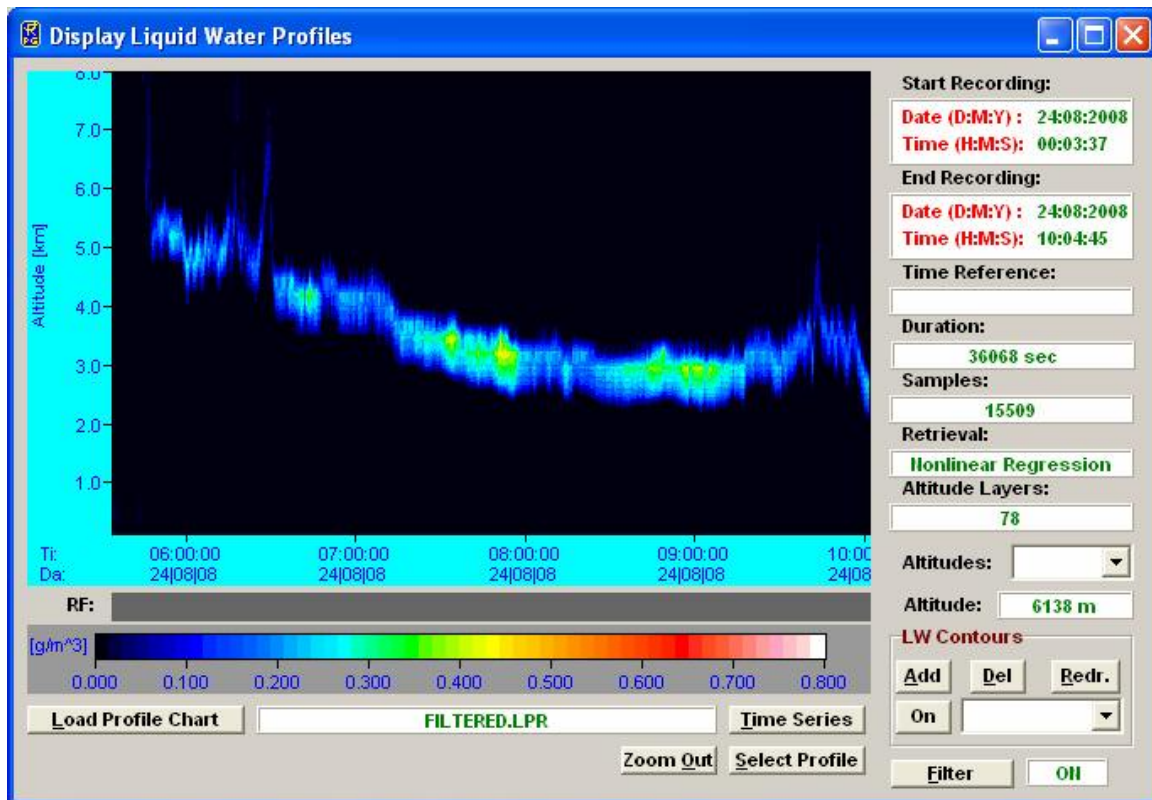 Display Liquid Water Profiles
8.0
7.0
6.0
5.0
4.0
3.0
2.0
1.0
Altitude [km]
Ti: 06:00:00 07:00:00 08:00:00 09:00:00 10:00
Da: 24|08|08 24|08|08 24|08|08 24|08|08 24|08
RF:
[g/m^3]
0.000 0.100 0.200 0.300 0.400 0.500 0.600 0.700 0.800
Load Profile Chart FILTERED.LPR Time Series
Zoom Out Select Profile
Start Recording:
Date (D:M:Y) : 24:08:2008
Time (H:M:S): 00:03:37
End Recording:
Date (D:M:Y) : 24:08:2008
Time (H:M:S): 10:04:45
Time Reference:
Duration:
36068 sec
Samples:
15509
Retrieval:
Nonlinear Regression
Altitude Layers:
78
Altitudes:
Altitude: 6138 m
LW Contours
Add Del Redr.
On
Filter ON